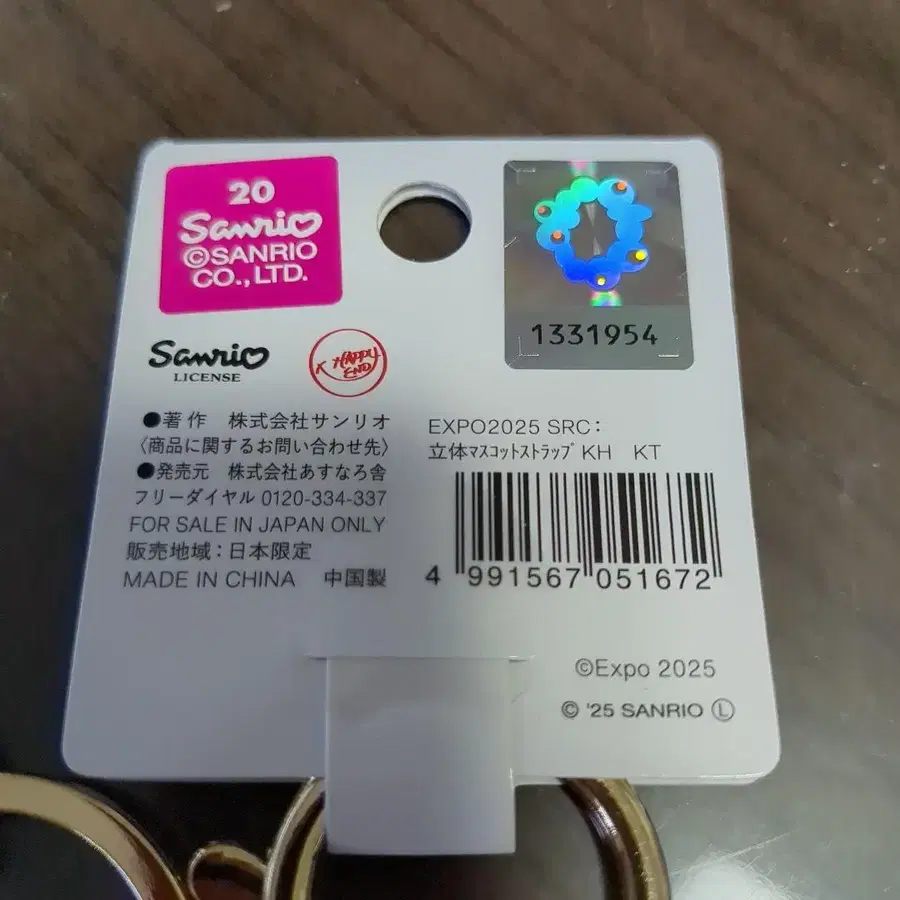 20
Sanrio
©SANRIO
CO.,LTD.
1331954
Sanrio
LICENSE
HAPPY
END
●著作 株式会社サンリオ
〈商品に関するお問い合わせ先〉
●発売元 株式会社あすなろ舎
フリーダイヤル 0120-334-337
FOR SALE IN JAPAN ONLY
販売地域：日本限定
MADE IN CHINA 中国製
EXPO2025 SRC：
立体ﾏｽｺｯﾄｽﾄﾗｯﾌﾟ KH KT
4 991567 051672
©Expo 2025
© '25 SANRIO Ⓛ